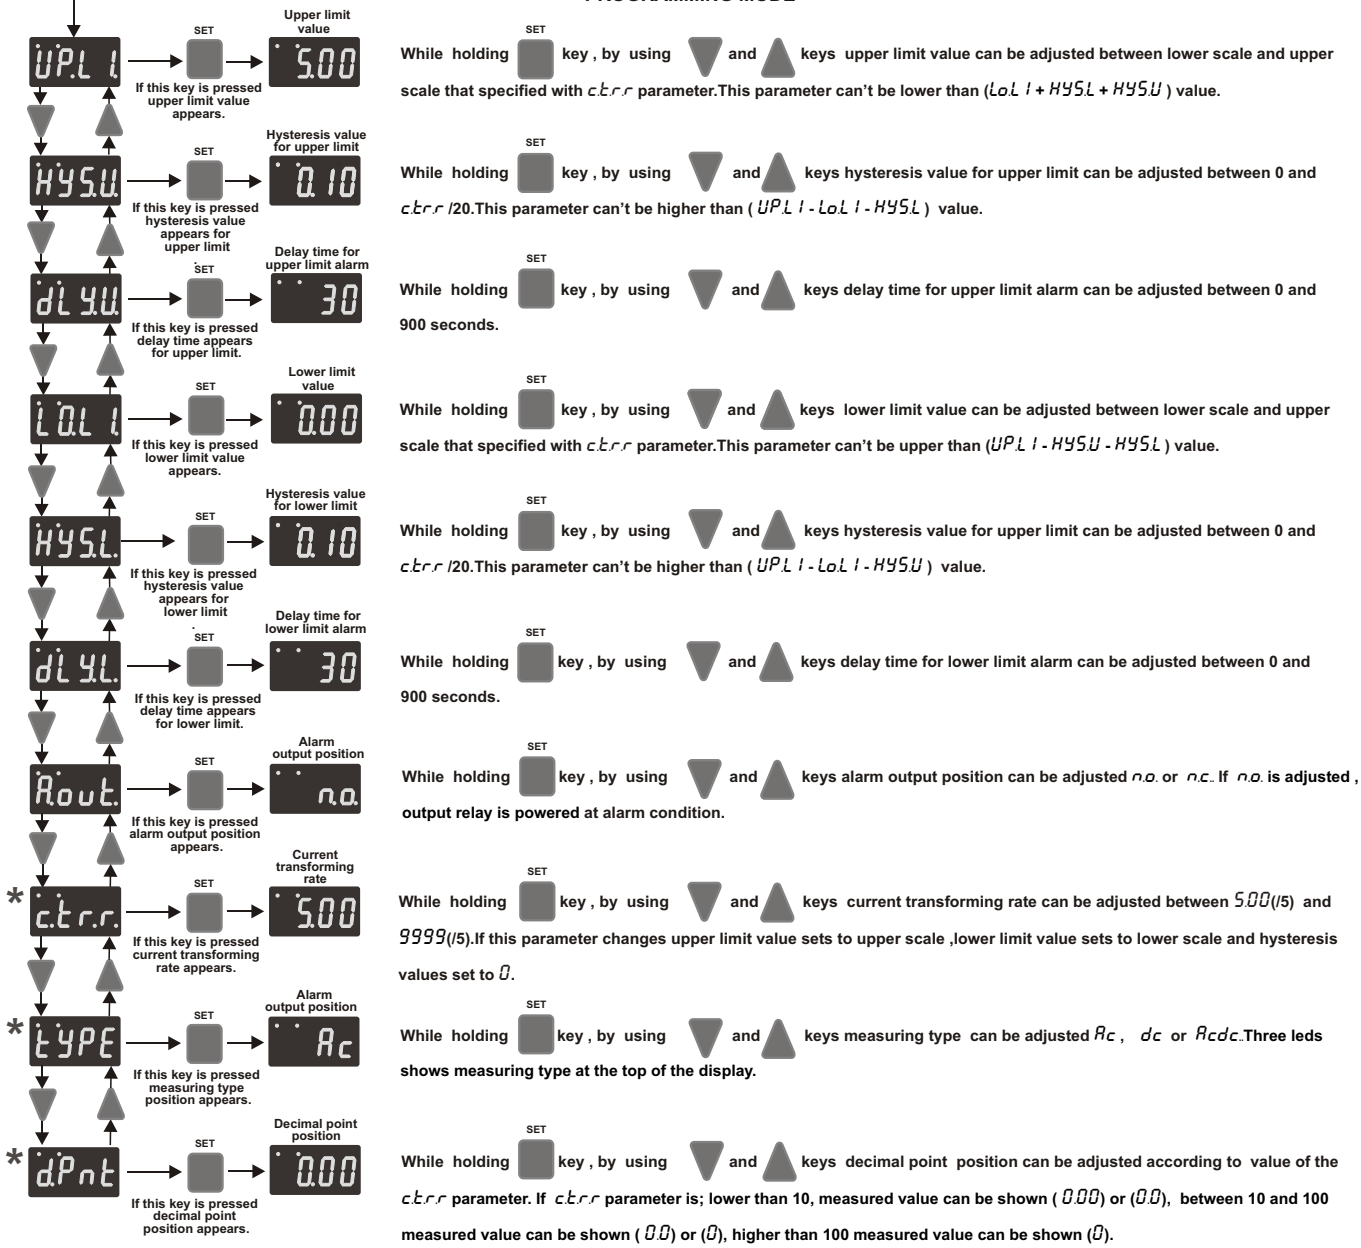 PROGRAMMING MODE
UP.L 1.
If this key is pressed
upper limit value
appears.
SET
Upper limit
value
5.00
While holding SET key , by using and keys upper limit value can be adjusted between lower scale and upper
scale that specified with c.t.r.r parameter.This parameter can't be lower than (Lo.L 1 + HYS.L + HYS.U ) value.
HYS.U.
If this key is pressed
hysteresis value
appears for
upper limit
.
SET
Hysteresis value
for upper limit
0.10
While holding SET key , by using and keys hysteresis value for upper limit can be adjusted between 0 and
c.t.r.r /20.This parameter can't be higher than ( UP.L 1 - Lo.L 1 - HYS.L ) value.
dL Y.U.
If this key is pressed
delay time appears
for upper limit.
SET
Delay time for
upper limit alarm
30
While holding SET key , by using and keys delay time for upper limit alarm can be adjusted between 0 and
900 seconds.
LO.L 1.
If this key is pressed
lower limit value
appears.
SET
Lower limit
value
0.00
While holding SET key , by using and keys lower limit value can be adjusted between lower scale and upper
scale that specified with c.t.r.r parameter.This parameter can't be upper than (UP.L 1 - HYS.U - HYS.L ) value.
HYS.L.
If this key is pressed
hysteresis value
appears for
lower limit
.
SET
Hysteresis value
for lower limit
0.10
While holding SET key , by using and keys hysteresis value for upper limit can be adjusted between 0 and
c.t.r.r /20.This parameter can't be higher than ( UP.L 1 - Lo.L 1 - HYS.U ) value.
dL Y.L.
If this key is pressed
delay time appears
for lower limit.
SET
Delay time for
lower limit alarm
30
While holding SET key , by using and keys delay time for lower limit alarm can be adjusted between 0 and
900 seconds.
A.out.
If this key is pressed
alarm output position
appears.
SET
Alarm
output position
n.o.
While holding SET key , by using and keys alarm output position can be adjusted n.o. or n.c.. If n.o. is adjusted ,
output relay is powered at alarm condition.
* c.t.r.r.
If this key is pressed
current transforming
rate appears.
SET
Current
transforming
rate
5.00
While holding SET key , by using and keys current transforming rate can be adjusted between 5.00(/5) and
9999(/5).If this parameter changes upper limit value sets to upper scale ,lower limit value sets to lower scale and hysteresis
values set to 0.
* tYPE
If this key is pressed
measuring type
position appears.
SET
Alarm
output position
Ac
While holding SET key , by using and keys measuring type can be adjusted Ac , dc or Acdc..Three leds
shows measuring type at the top of the display.
* d.Pnt
If this key is pressed
decimal point
position appears.
SET
Decimal point
position
0.00
While holding SET key , by using and keys decimal point position can be adjusted according to value of the
c.t.r.r parameter. If c.t.r.r parameter is; lower than 10, measured value can be shown ( 0.00) or (0.0), between 10 and 100
measured value can be shown ( 0.0) or (0), higher than 100 measured value can be shown (0).